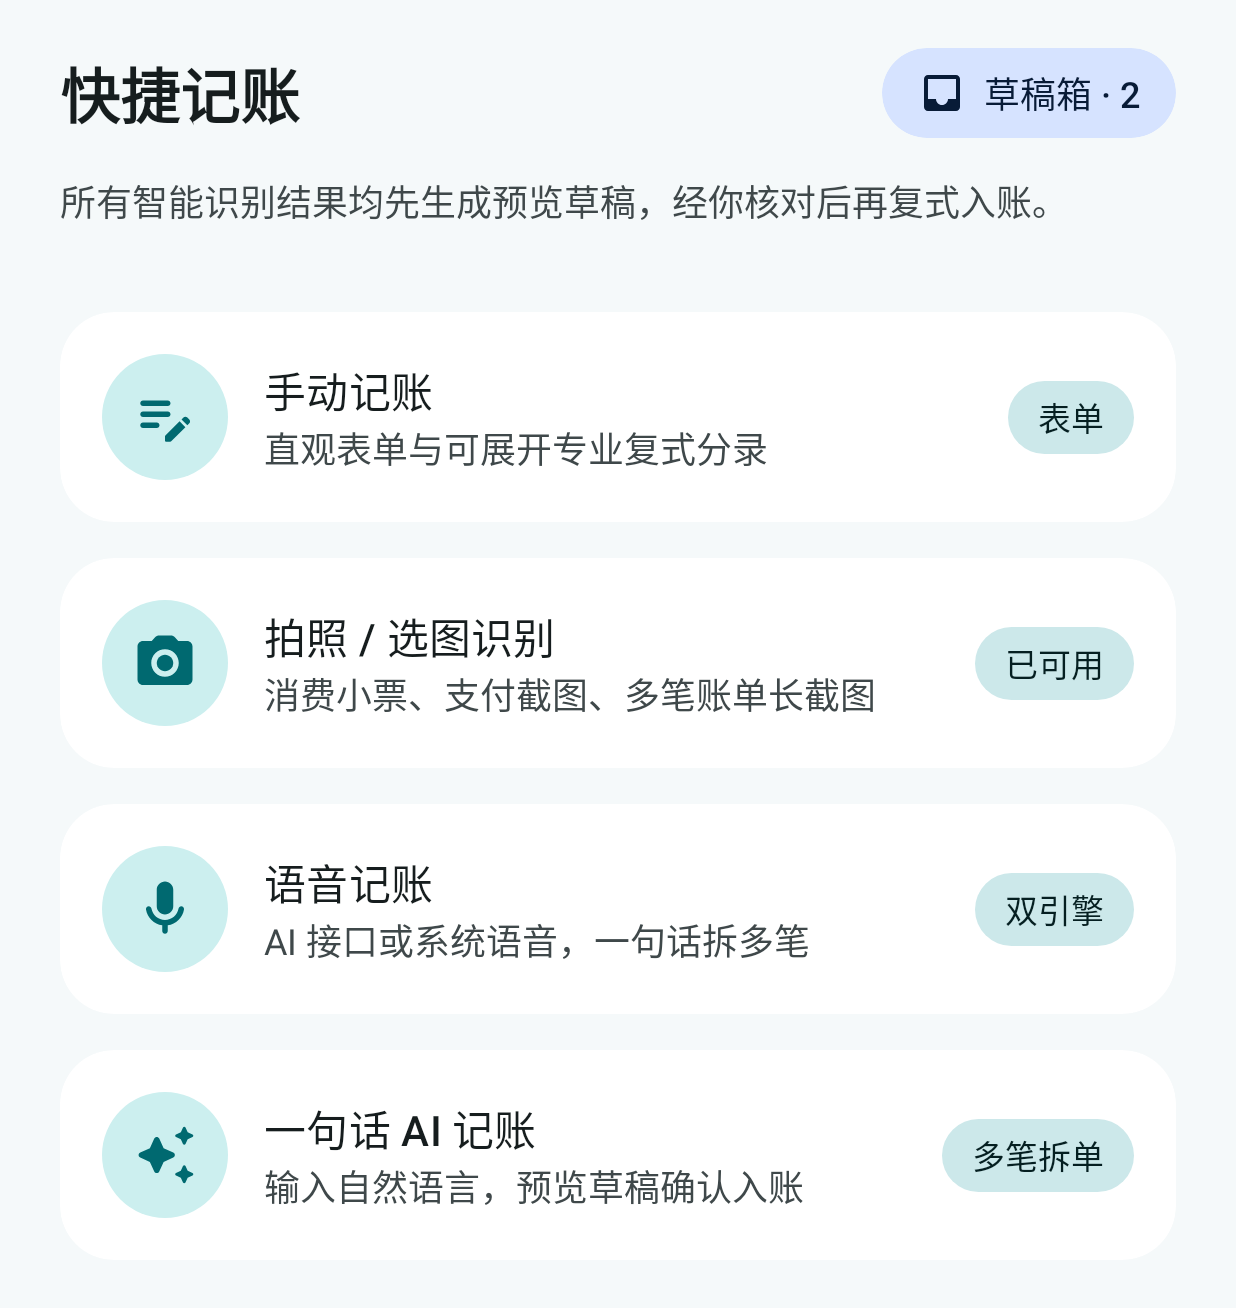 快捷记账
草稿箱 · 2
所有智能识别结果均先生成预览草稿，经你核对后再复式入账。
手动记账
直观表单与可展开专业复式分录
表单
拍照 / 选图识别
消费小票、支付截图、多笔账单长截图
已可用
语音记账
AI 接口或系统语音，一句话拆多笔
双引擎
一句话 AI 记账
输入自然语言，预览草稿确认入账
多笔拆单